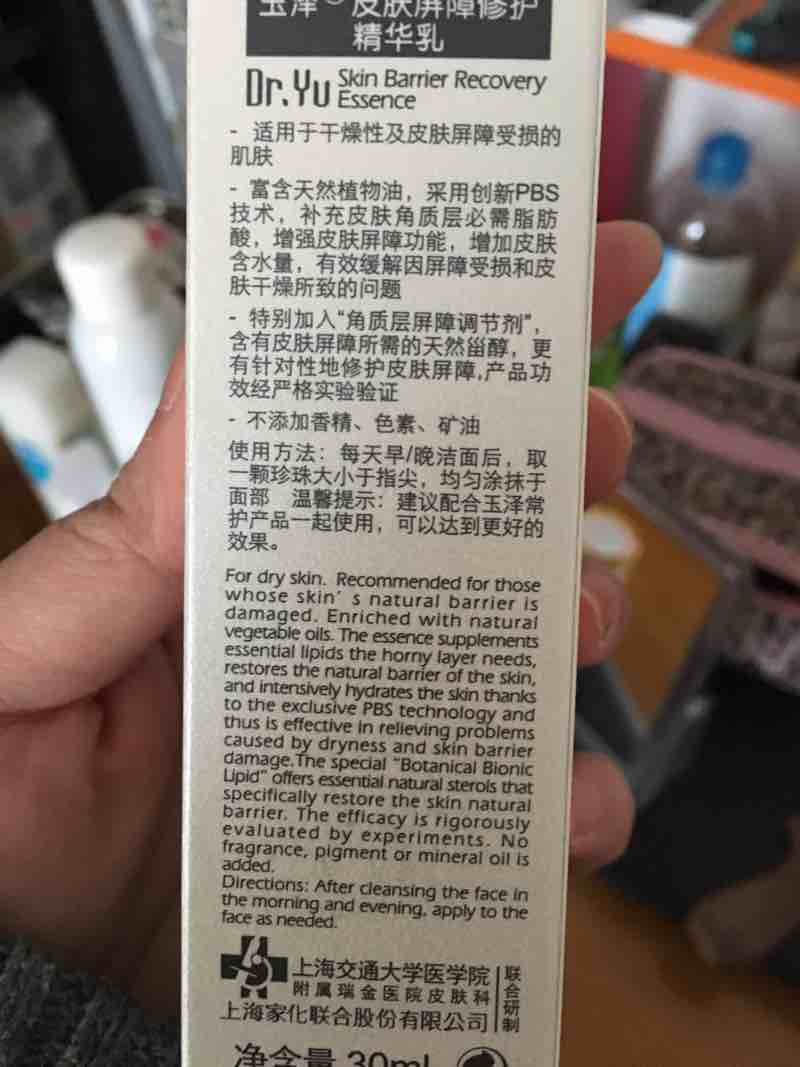 玉泽® 皮肤屏障修护
精华乳
Dr.Yu Skin Barrier Recovery
Essence
- 适用于干燥性及皮肤屏障受损的
肌肤
- 富含天然植物油，采用创新PBS
技术，补充皮肤角质层必需脂肪
酸，增强皮肤屏障功能，增加皮肤
含水量，有效缓解因屏障受损和皮
肤干燥所致的问题
- 特别加入“角质层屏障调节剂”，
含有皮肤屏障所需的天然甾醇，更
有针对性地修护皮肤屏障,产品功
效经严格实验验证
- 不添加香精、色素、矿油
使用方法：每天早/晚洁面后，取
一颗珍珠大小于指尖，均匀涂抹于
面部 温馨提示：建议配合玉泽常
护产品一起使用，可以达到更好的
效果。
For dry skin. Recommended for those
whose skin's natural barrier is
damaged. Enriched with natural
vegetable oils. The essence supplements
essential lipids the horny layer needs,
restores the natural barrier of the skin,
and intensively hydrates the skin thanks
to the exclusive PBS technology and
thus is effective in relieving problems
caused by dryness and skin barrier
damage.The special "Botanical Bionic
Lipid" offers essential natural sterols that
specifically restore the skin natural
barrier. The efficacy is rigorously
evaluated by experiments. No
fragrance, pigment or mineral oil is
added.
Directions: After cleansing the face in
the morning and evening, apply to the
face as needed.
上海交通大学医学院
附属瑞金医院皮肤科
上海家化联合股份有限公司
联合研制
净含量 30ml